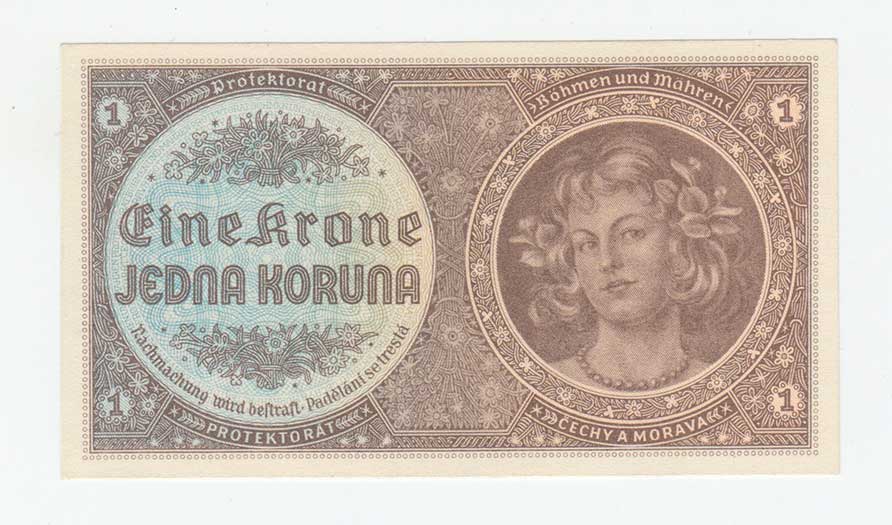 Protektorat
Böhmen und Mähren
1
1
Eine Krone
JEDNA KORUNA
Nachmachung wird bestraft · Padělání se trestá
1
1
PROTEKTORÁT
ČECHY A MORAVA